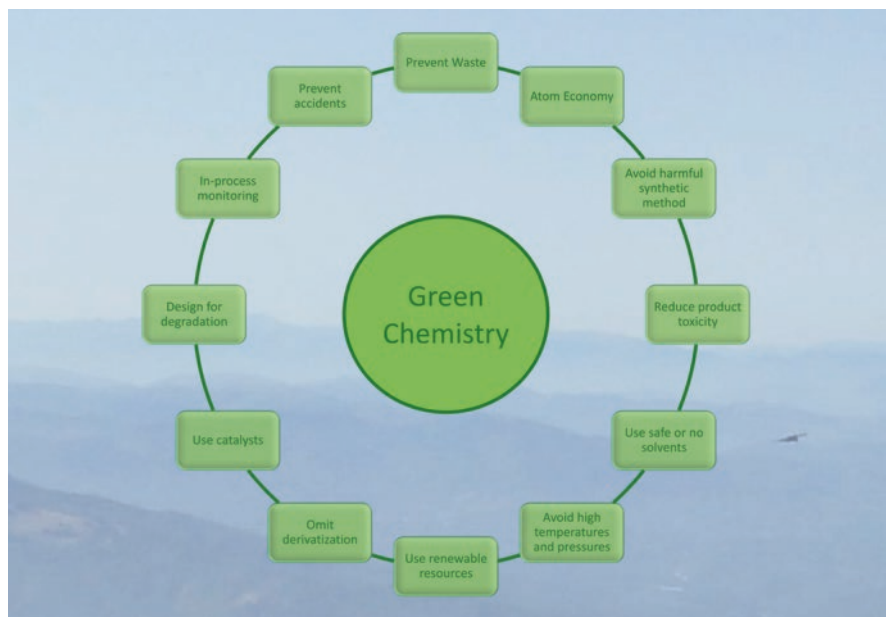 Prevent Waste
Atom Economy
Avoid harmful
synthetic
method
Reduce product
toxicity
Use safe or no
solvents
Avoid high
temperatures
and pressures
Use renewable
resources
Omit
derivatization
Use catalysts
Design for
degradation
In-process
monitoring
Prevent
accidents
Green
Chemistry